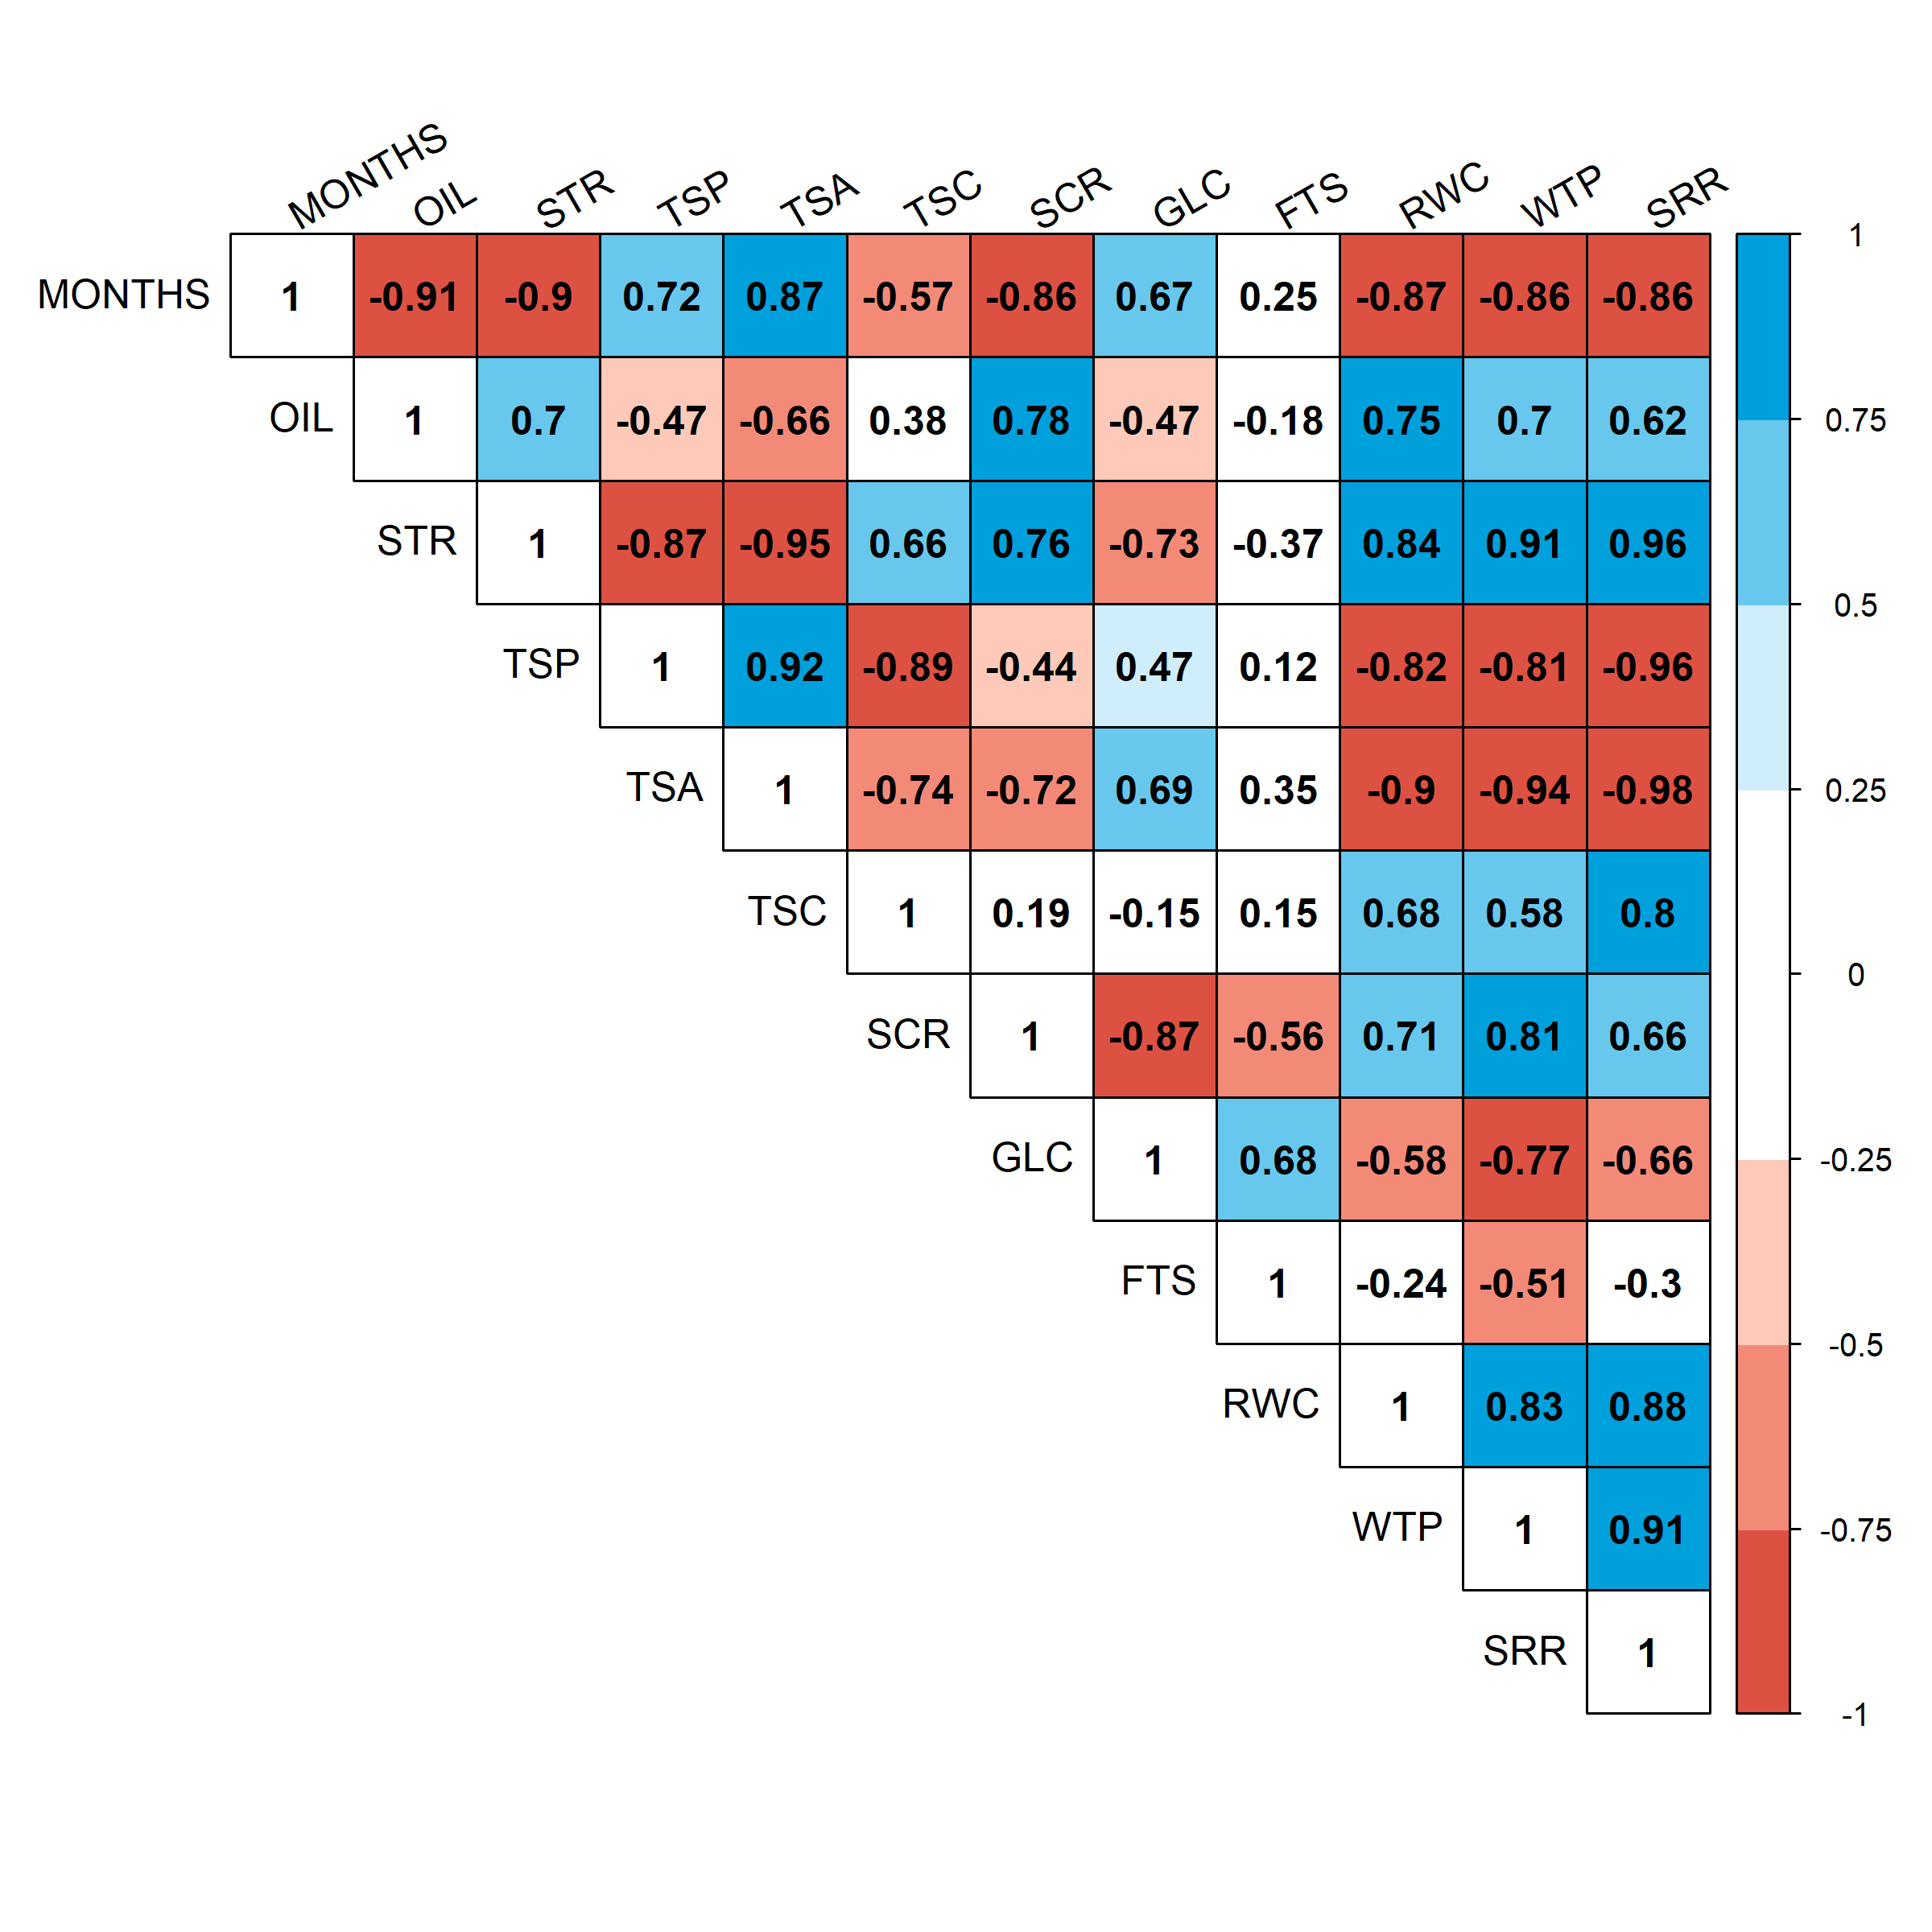 MONTHS OIL STR TSP TSA TSC SCR GLC FTS RWC WTP SRR
MONTHS 1 -0.91 -0.9 0.72 0.87 -0.57 -0.86 0.67 0.25 -0.87 -0.86 -0.86
OIL 1 0.7 -0.47 -0.66 0.38 0.78 -0.47 -0.18 0.75 0.7 0.62
STR 1 -0.87 -0.95 0.66 0.76 -0.73 -0.37 0.84 0.91 0.96
TSP 1 0.92 -0.89 -0.44 0.47 0.12 -0.82 -0.81 -0.96
TSA 1 -0.74 -0.72 0.69 0.35 -0.9 -0.94 -0.98
TSC 1 0.19 -0.15 0.15 0.68 0.58 0.8
SCR 1 -0.87 -0.56 0.71 0.81 0.66
GLC 1 0.68 -0.58 -0.77 -0.66
FTS 1 -0.24 -0.51 -0.3
RWC 1 0.83 0.88
WTP 1 0.91
SRR 1
1
0.75
0.5
0.25
0
-0.25
-0.5
-0.75
-1